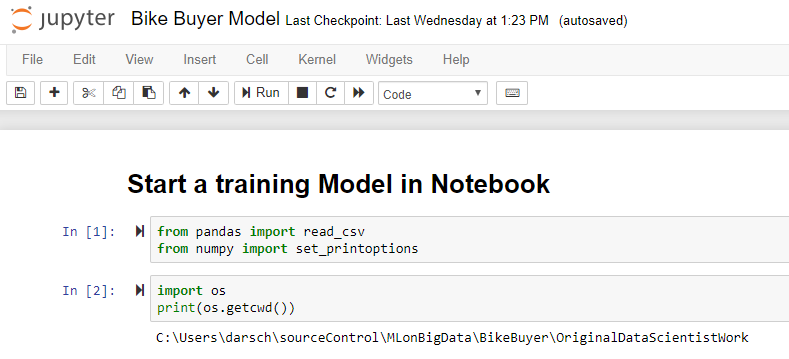 jupyter Bike Buyer Model Last Checkpoint: Last Wednesday at 1:23 PM (autosaved)
File Edit View Insert Cell Kernel Widgets Help
Run Code
Start a training Model in Notebook
In [1]: from pandas import read_csv
from numpy import set_printoptions
In [2]: import os
print(os.getcwd())
C:\Users\darsch\sourceControl\MLonBigData\BikeBuyer\OriginalDataScientistWork